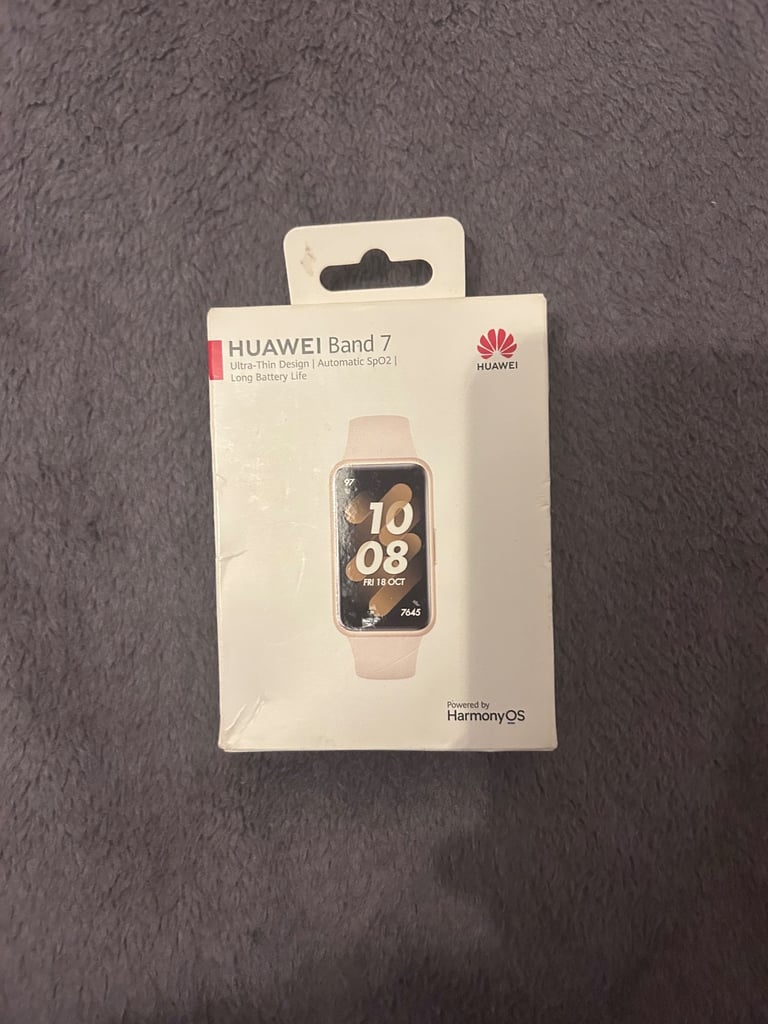 HUAWEI Band 7
Ultra-Thin Design | Automatic SpO2 |
Long Battery Life
HUAWEI
97
10
08
FRI 18 OCT
7645
Powered by
HarmonyOS